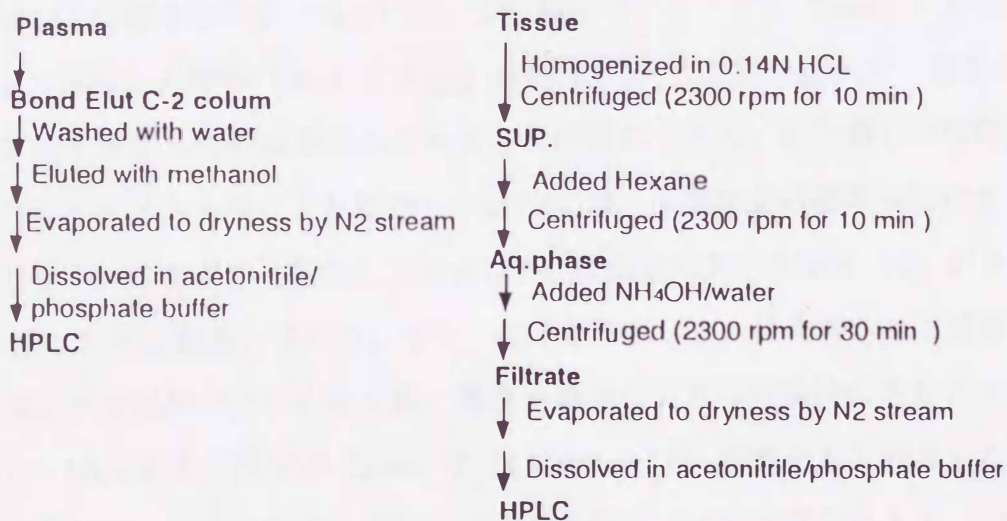 Plasma
Bond Elut C-2 colum
Washed with water
Eluted with methanol
Evaporated to dryness by N2 stream
Dissolved in acetonitrile/
phosphate buffer
HPLC
Tissue
Homogenized in 0.14N HCL
Centrifuged (2300 rpm for 10 min )
SUP.
Added Hexane
Centrifuged (2300 rpm for 10 min )
Aq.phase
Added NH4OH/water
Centrifuged (2300 rpm for 30 min )
Filtrate
Evaporated to dryness by N2 stream
Dissolved in acetonitrile/phosphate buffer
HPLC